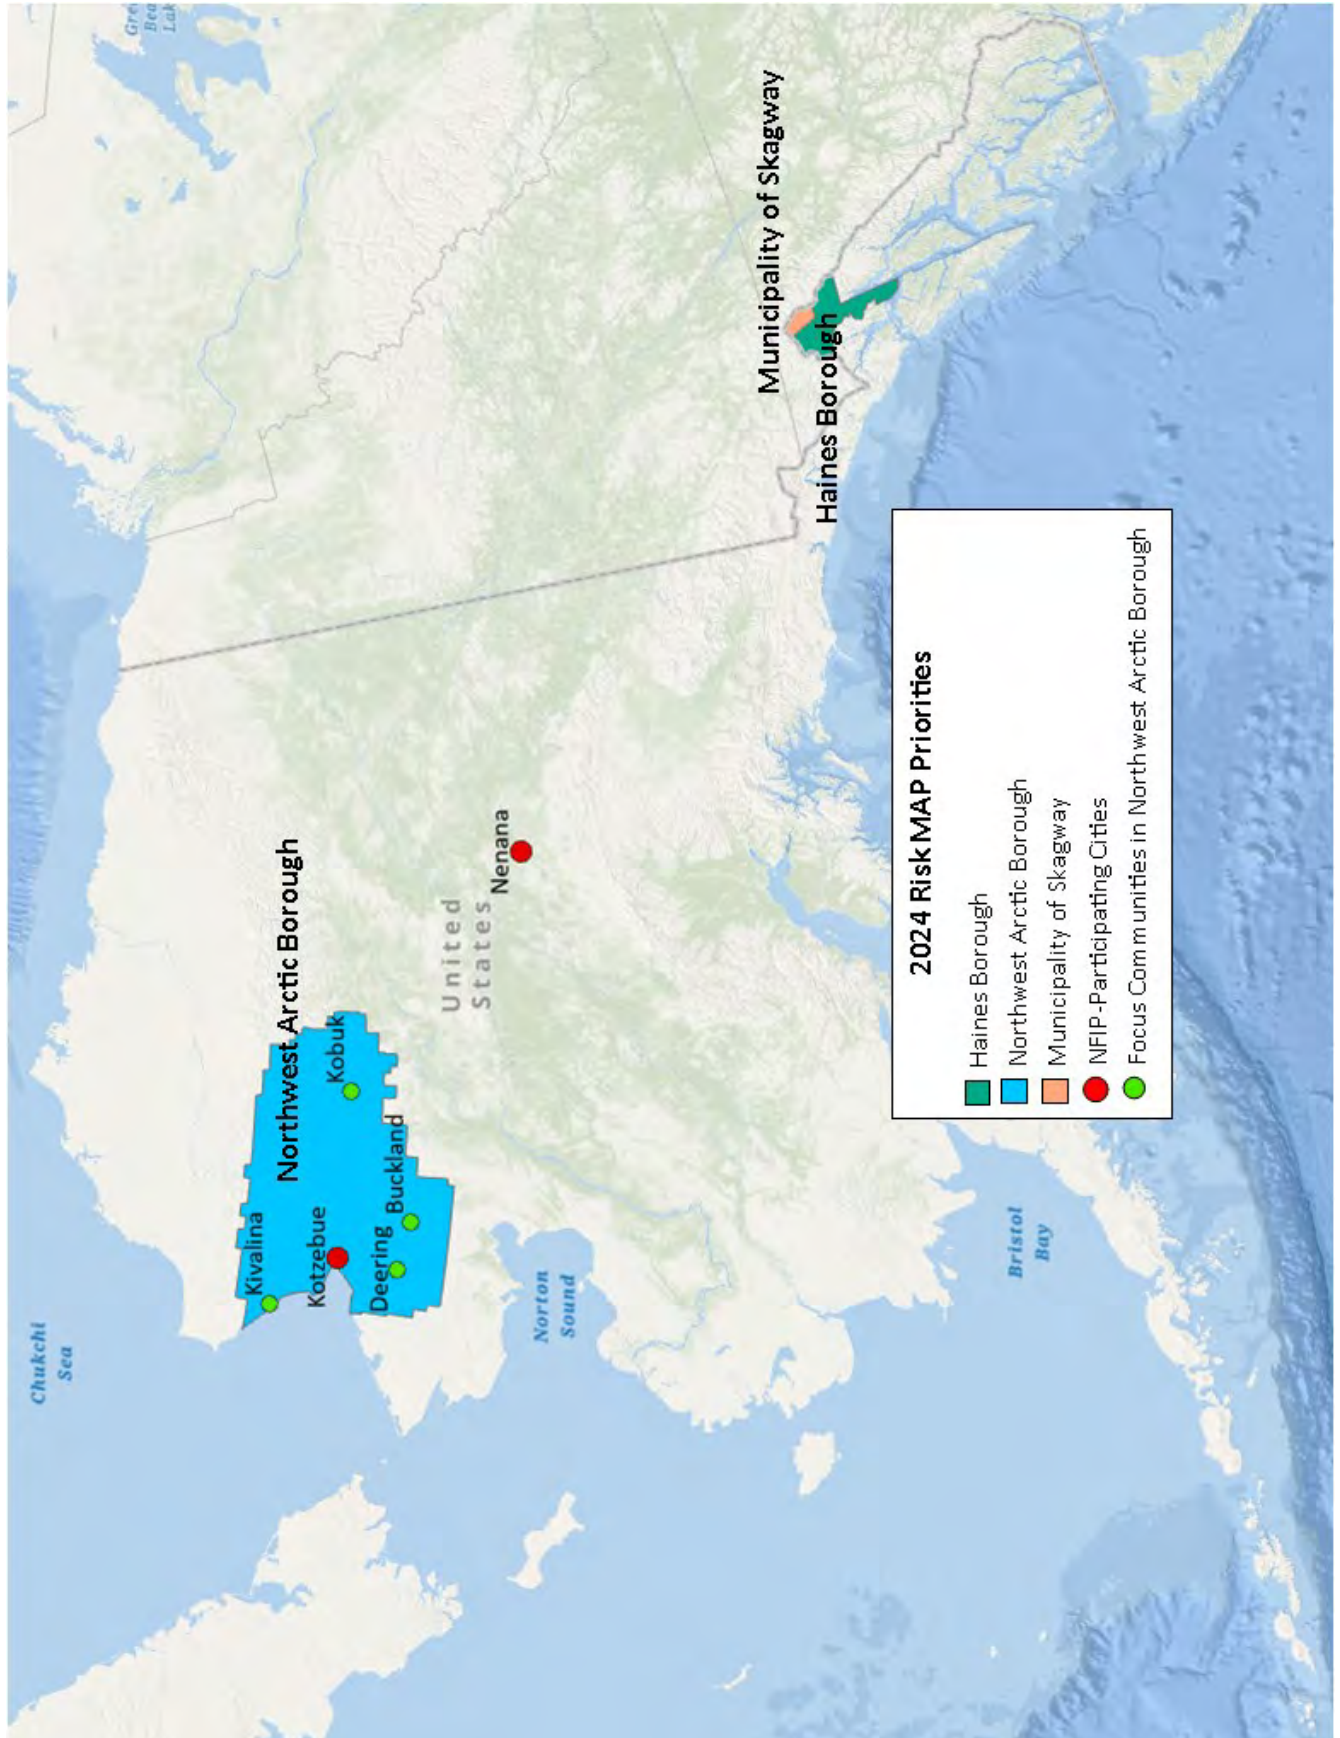 Chukchi
Sea
Northwest Arctic Borough
Kivalina
Kotzebue
Kobuk
Deering
Buckland
United
States
Nenana
Norton
Sound
Bristol
Bay
Municipality of Skagway
Haines Borough
2024 Risk MAP Priorities
Haines Borough
Northwest Arctic Borough
Municipality of Skagway
NFIP-Participating Cities
Focus Communities in Northwest Arctic Borough